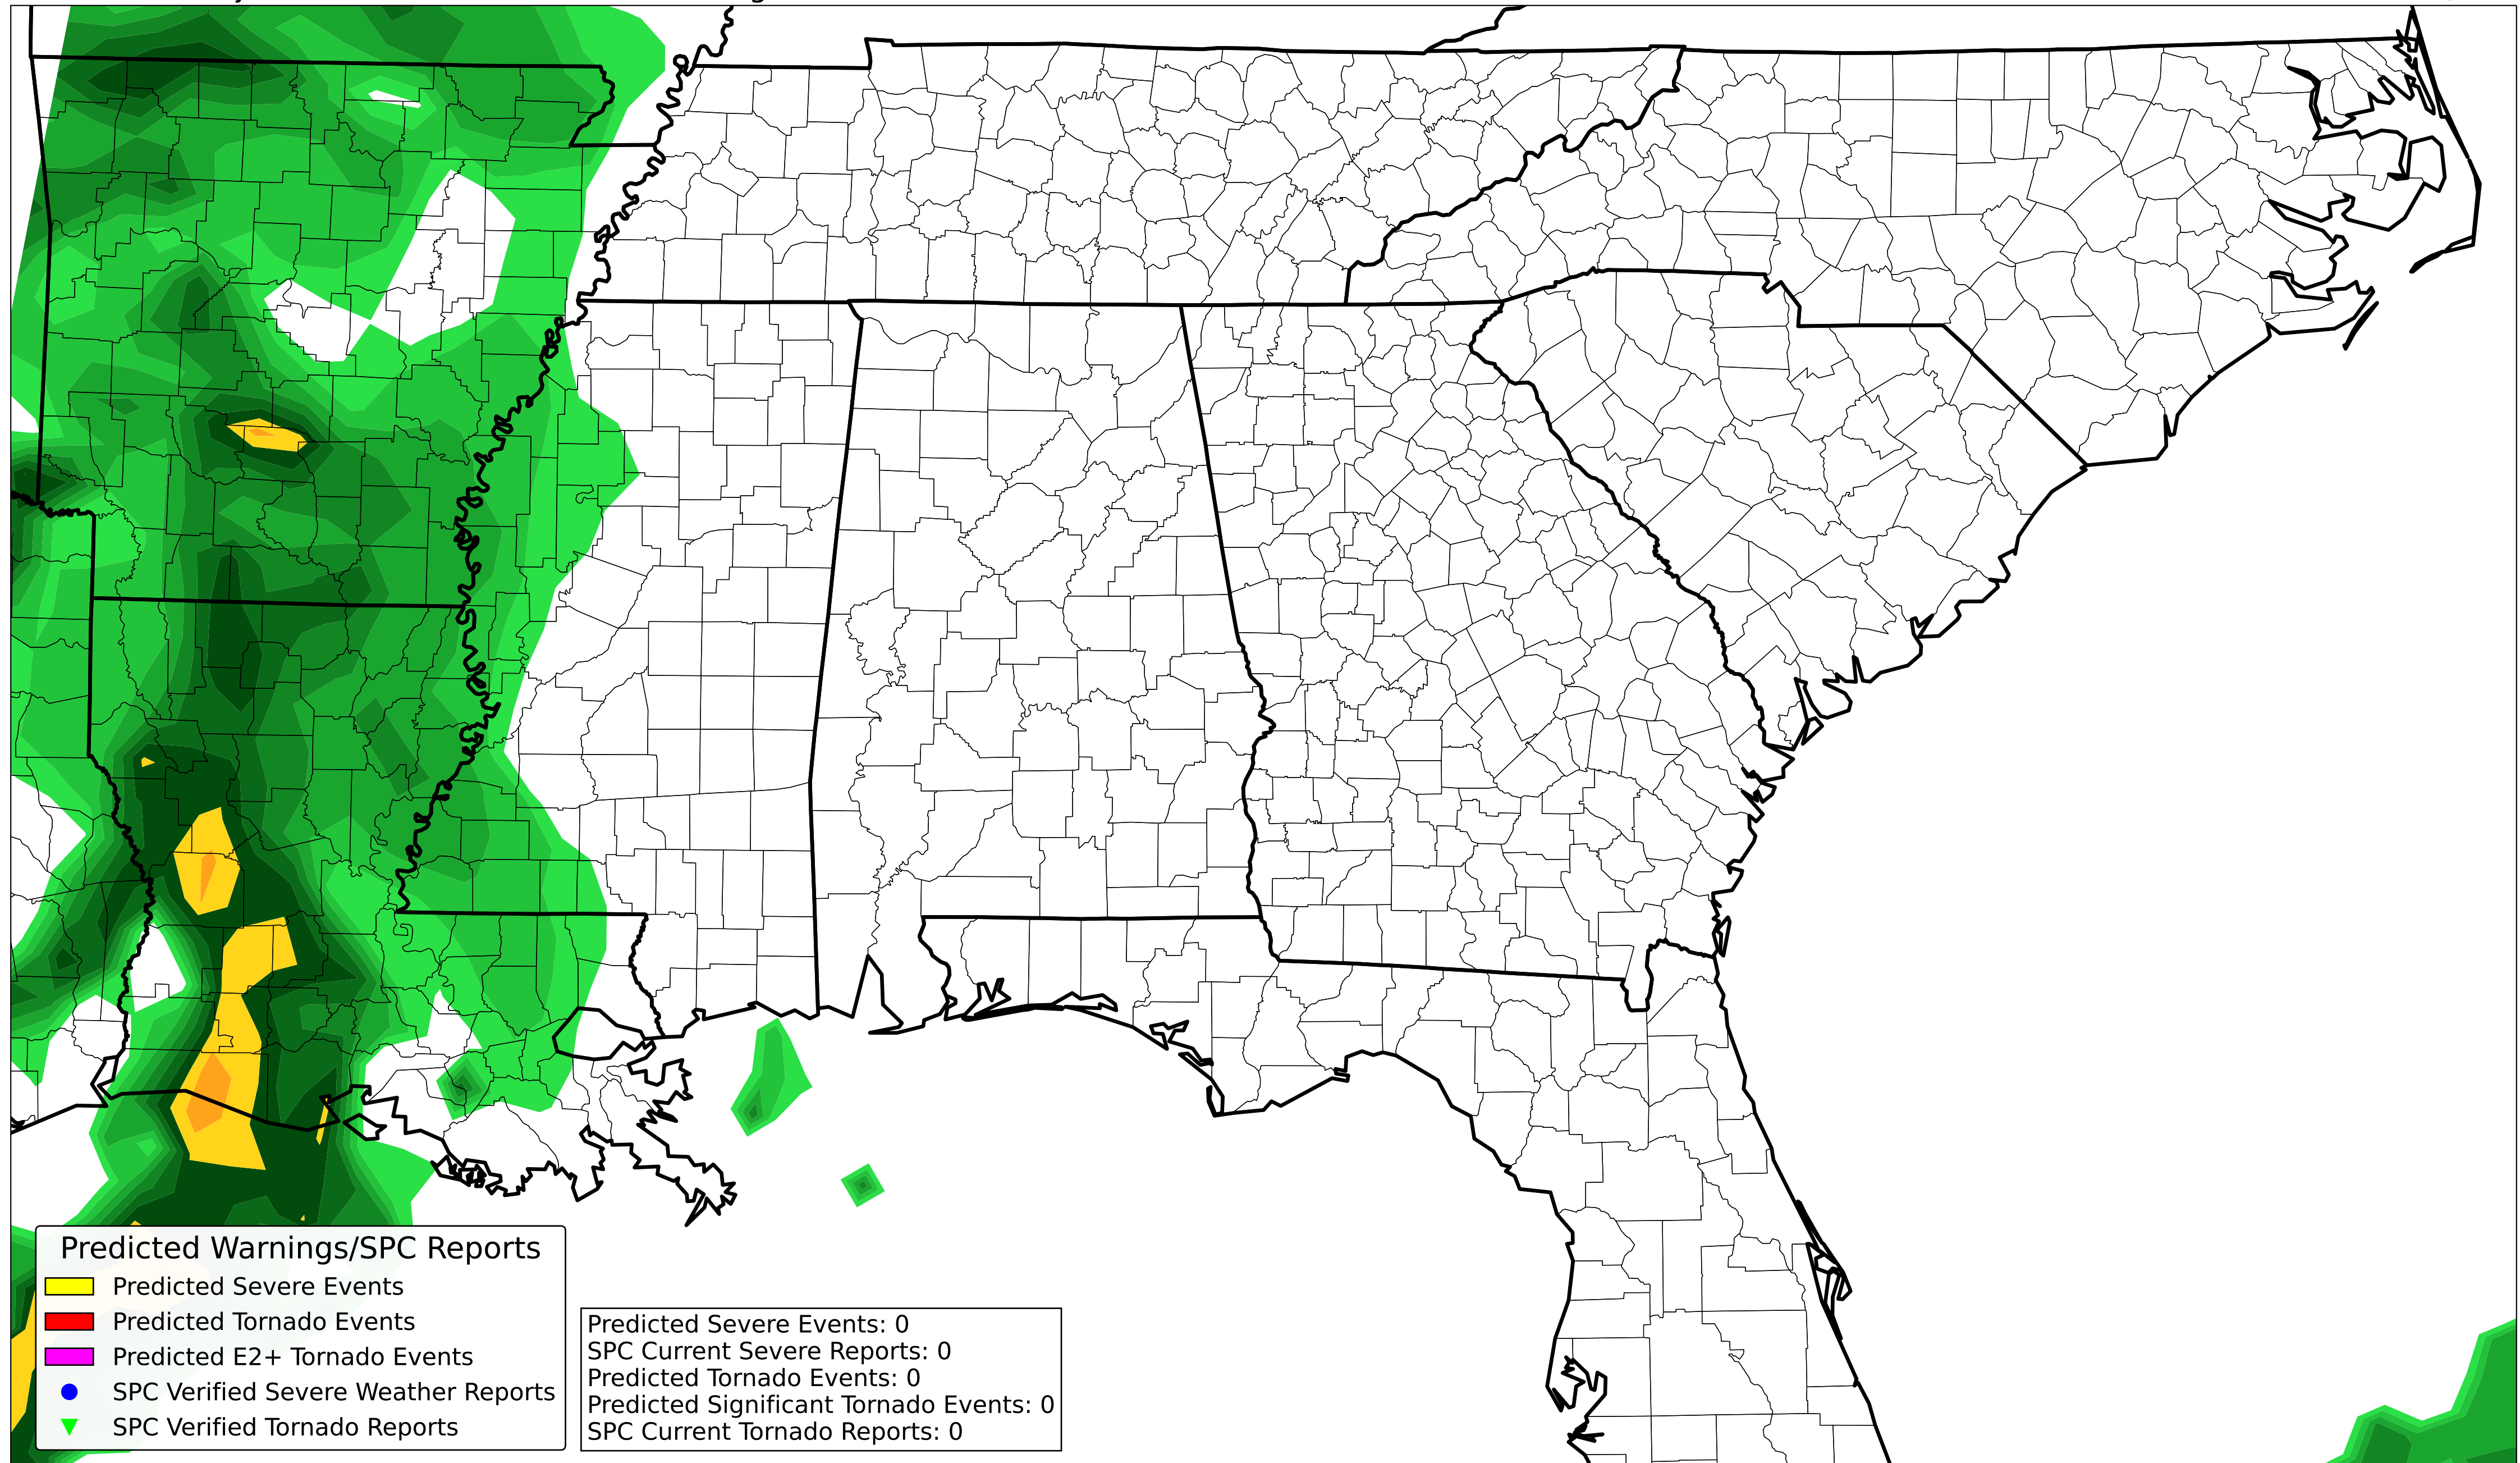 Predicted Warnings/SPC Reports
Predicted Severe Events
Predicted Tornado Events
Predicted E2+ Tornado Events
SPC Verified Severe Weather Reports
SPC Verified Tornado Reports
Predicted Severe Events: 0
SPC Current Severe Reports: 0
Predicted Tornado Events: 0
Predicted Significant Tornado Events: 0
SPC Current Tornado Reports: 0